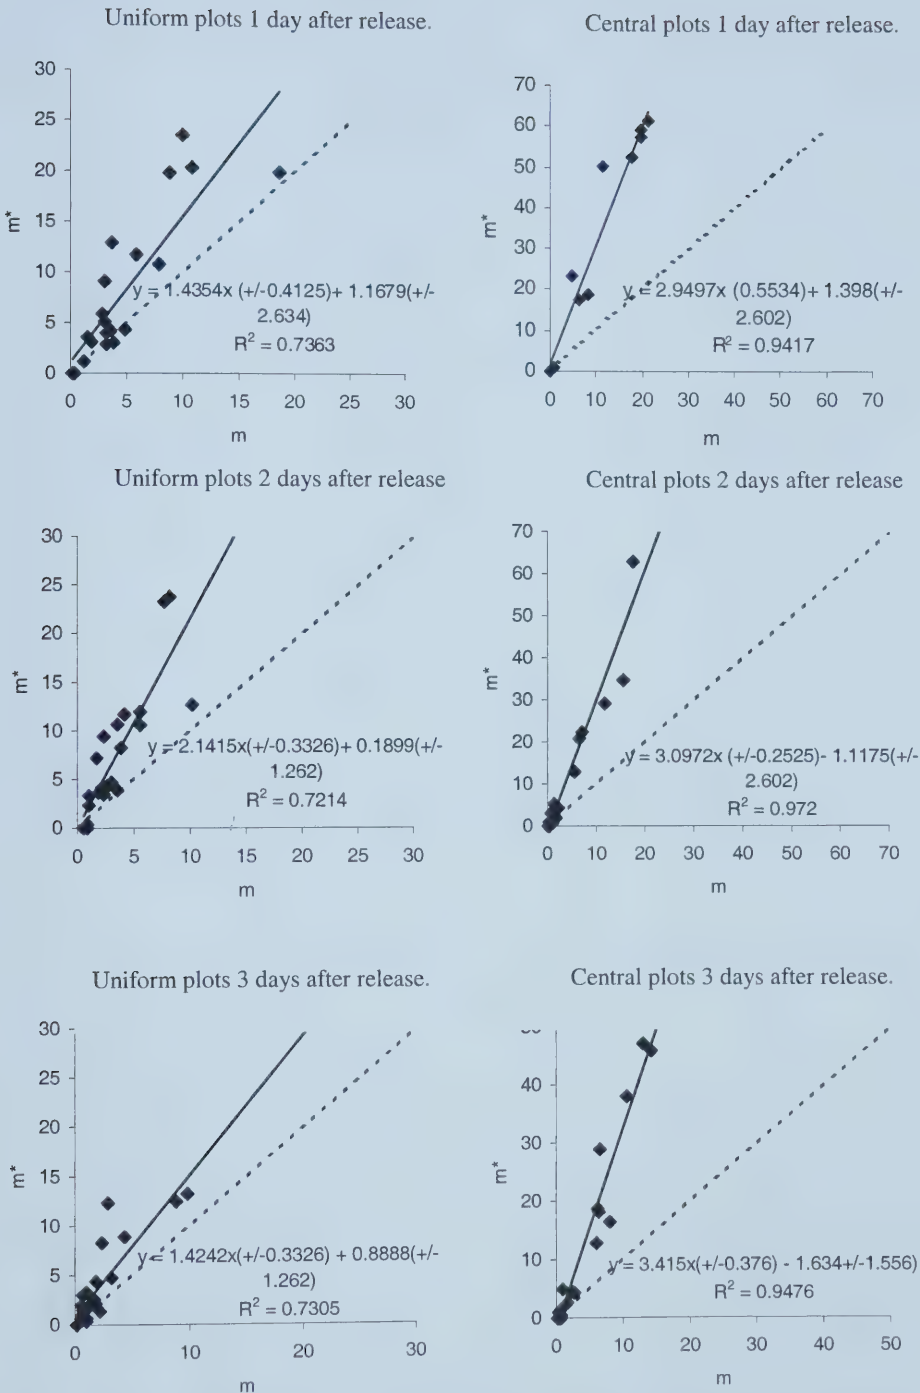 Uniform plots 1 day after release.
30
25
20
15
10
5
0
m*
y = 1.4354x (+/-0.4125)+ 1.1679(+/-
2.634)
R² = 0.7363
0 5 10 15 20 25 30
m
Central plots 1 day after release.
70
60
50
40
30
20
10
0
m*
y = 2.9497x (0.5534)+ 1.398(+/-
2.602)
R² = 0.9417
0 10 20 30 40 50 60 70
m
Uniform plots 2 days after release
30
25
20
15
10
5
0
m*
y = 2.1415x(+/-0.3326)+ 0.1899(+/-
1.262)
R² = 0.7214
0 5 10 15 20 25 30
m
Central plots 2 days after release
70
60
50
40
30
20
10
0
m*
y = 3.0972x (+/-0.2525)- 1.1175(+/-
2.602)
R² = 0.972
0 10 20 30 40 50 60 70
m
Uniform plots 3 days after release.
30
25
20
15
10
5
0
m*
y = 1.4242x(+/-0.3326) + 0.8888(+/-
1.262)
R² = 0.7305
0 10 20 30
m
Central plots 3 days after release.
40
30
20
10
0
m*
y = 3.415x(+/-0.376) - 1.634+/-1.556)
R² = 0.9476
0 10 20 30 40 50
m